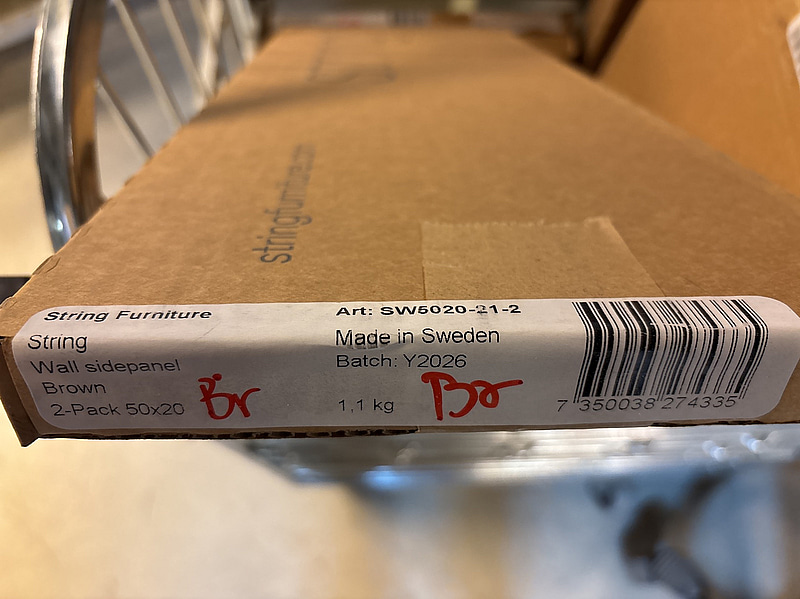 stringfurniture.com
String Furniture
String
Wall sidepanel
Brown
2-Pack 50x20
Br
Art: SW5020-21-2
Made in Sweden
Batch: Y2026
1,1 kg
Br
7 350038 274335